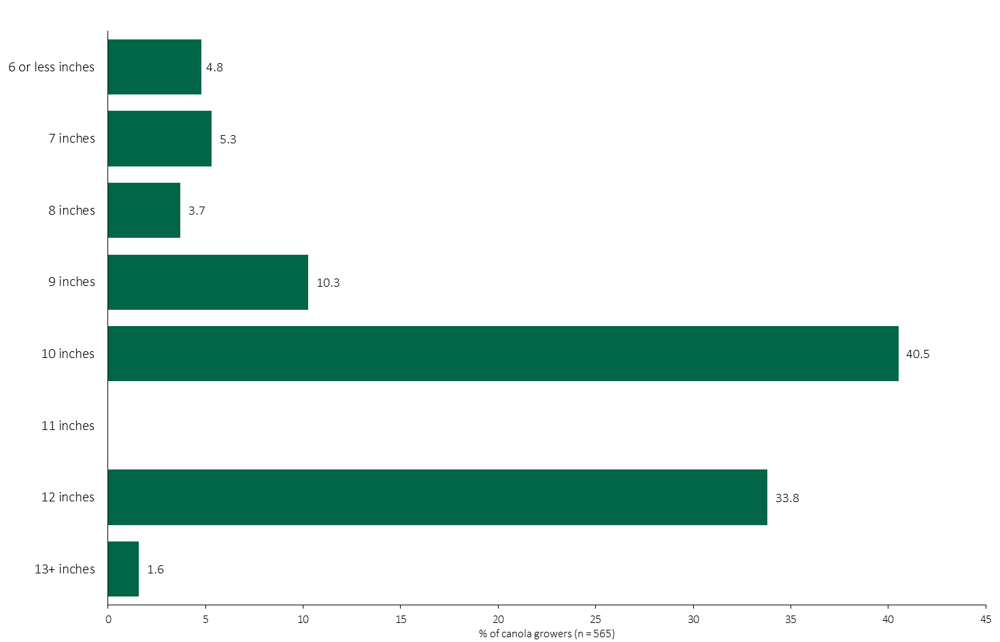 6 or less inches 4.8
7 inches 5.3
8 inches 3.7
9 inches 10.3
10 inches 40.5
11 inches
12 inches 33.8
13+ inches 1.6
0 5 10 15 20 25 30 35 40 45
% of canola growers (n = 565)